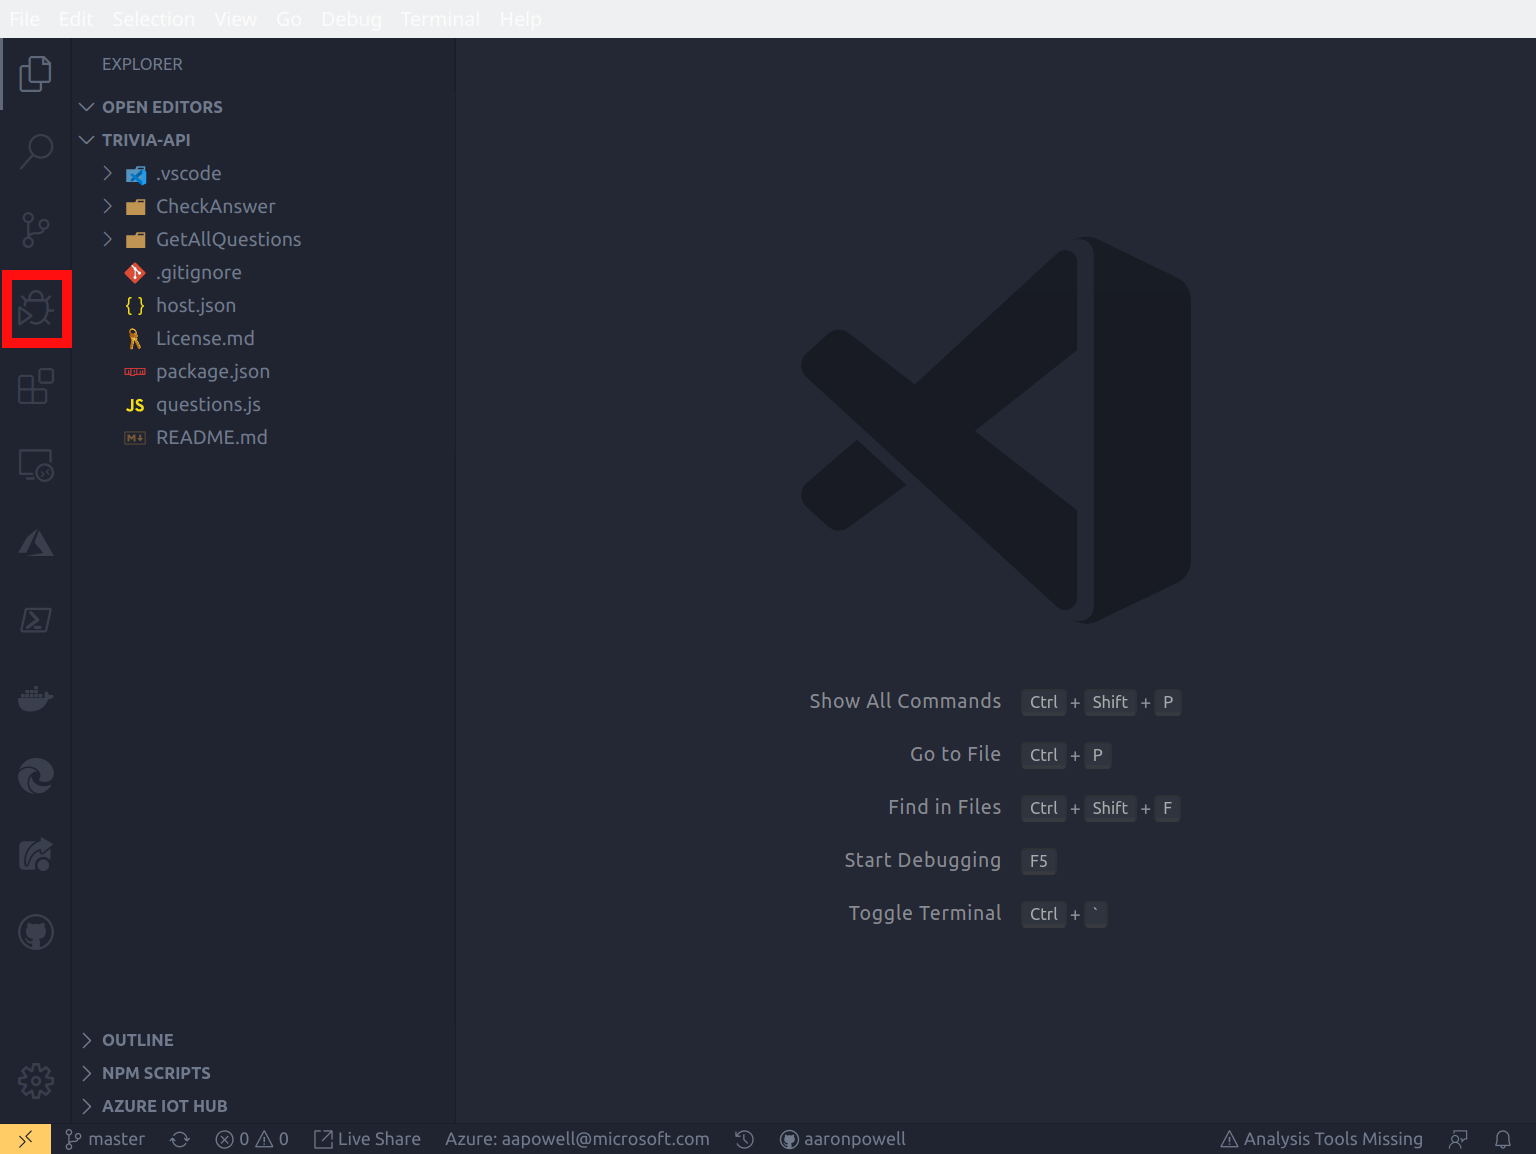 File Edit Selection View Go Debug Terminal Help
EXPLORER
OPEN EDITORS
TRIVIA-API
.vscode
CheckAnswer
GetAllQuestions
.gitignore
{ } host.json
License.md
package.json
JS questions.js
README.md
Show All Commands Ctrl + Shift + P
Go to File Ctrl + P
Find in Files Ctrl + Shift + F
Start Debugging F5
Toggle Terminal Ctrl + `
OUTLINE
NPM SCRIPTS
AZURE IOT HUB
master 0 0 Live Share Azure: aapowell@microsoft.com aaronpowell Analysis Tools Missing